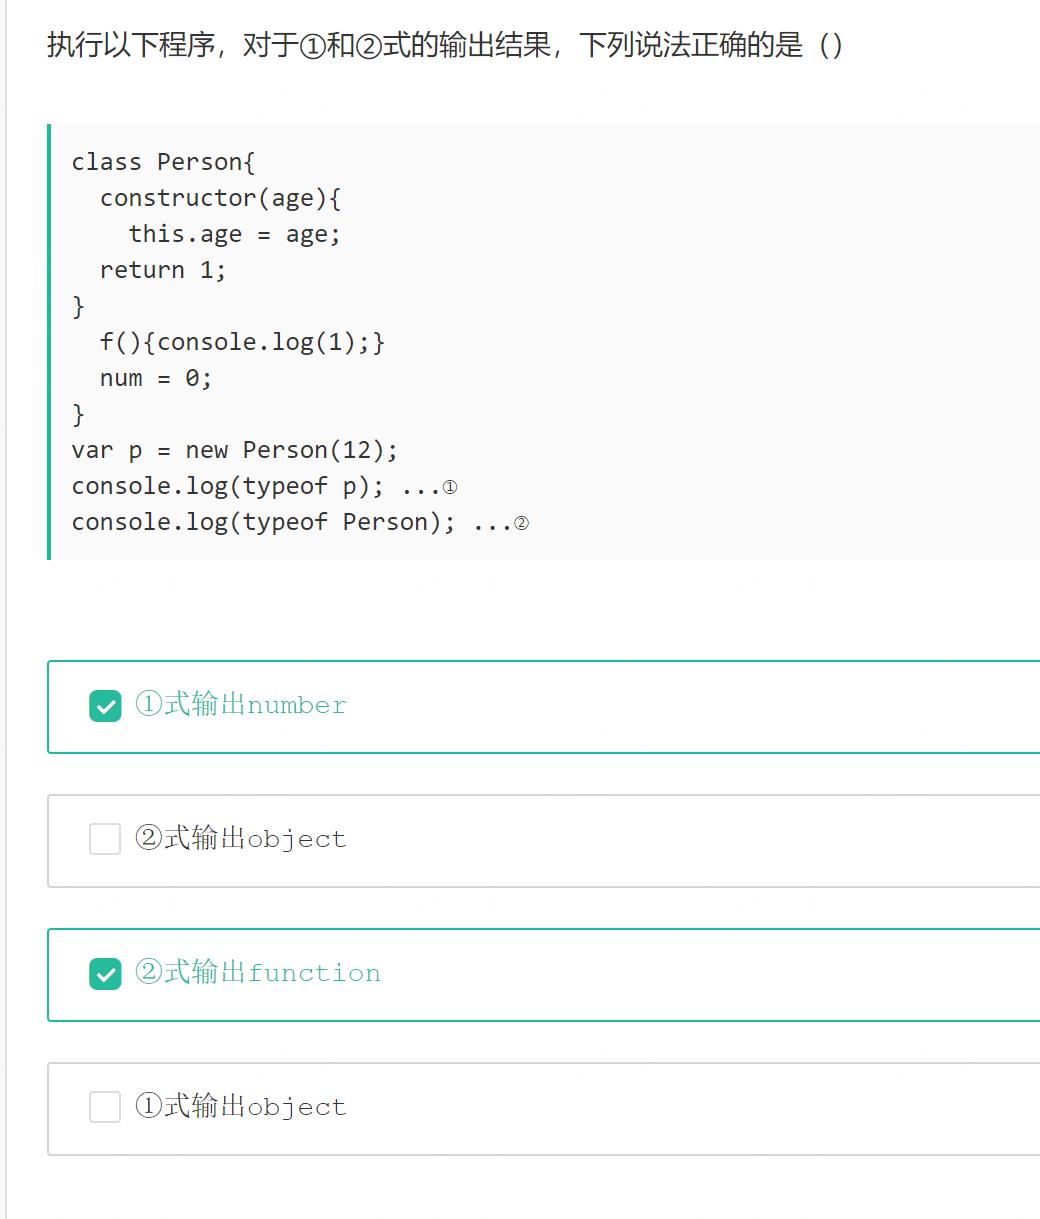 执行以下程序，对于①和②式的输出结果，下列说法正确的是（）
class Person{
  constructor(age){
    this.age = age;
  return 1;
}
  f(){console.log(1);}
  num = 0;
}
var p = new Person(12);
console.log(typeof p); ...①
console.log(typeof Person); ...②
①式输出number
②式输出object
②式输出function
①式输出object